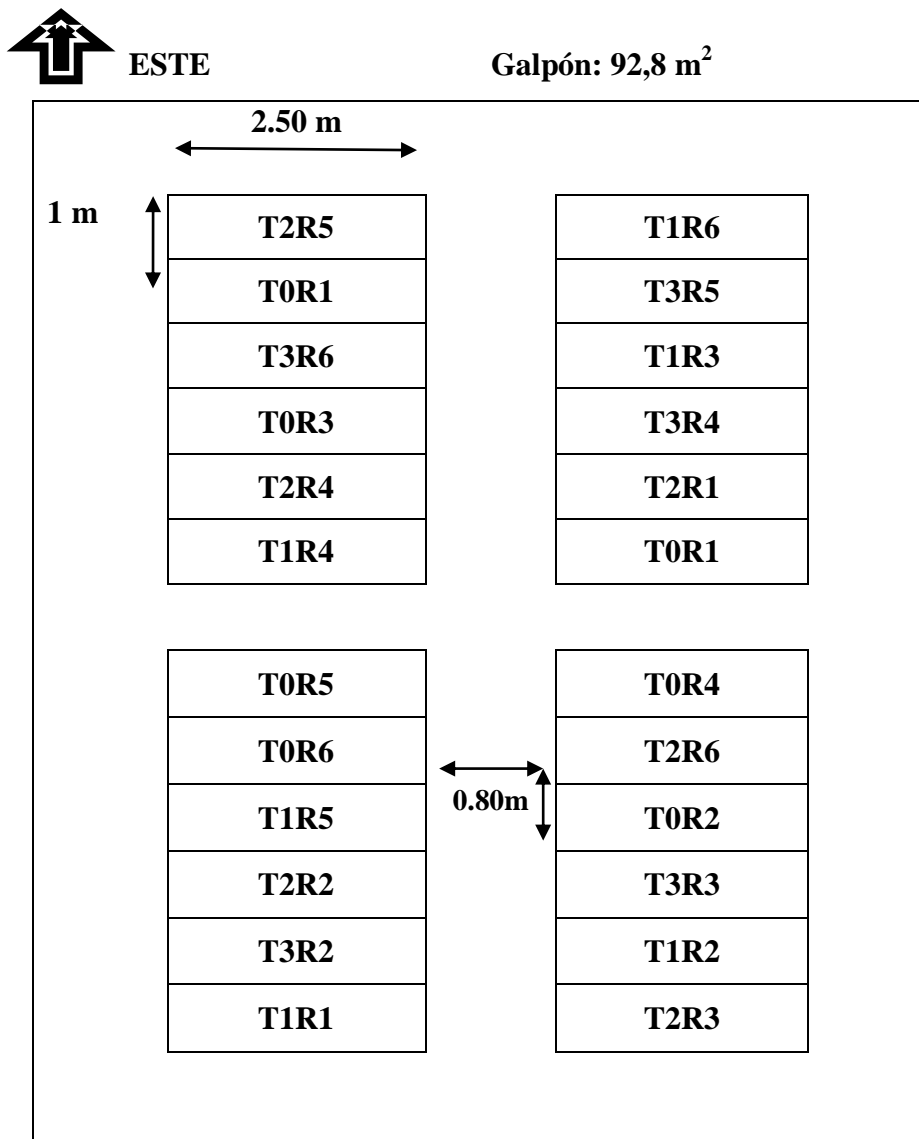 ESTE Galpón: 92,8 m²
2.50 m
1 m
T2R5
T0R1
T3R6
T0R3
T2R4
T1R4
T1R6
T3R5
T1R3
T3R4
T2R1
T0R1
T0R5
T0R6
T1R5
T2R2
T3R2
T1R1
0.80m
T0R4
T2R6
T0R2
T3R3
T1R2
T2R3